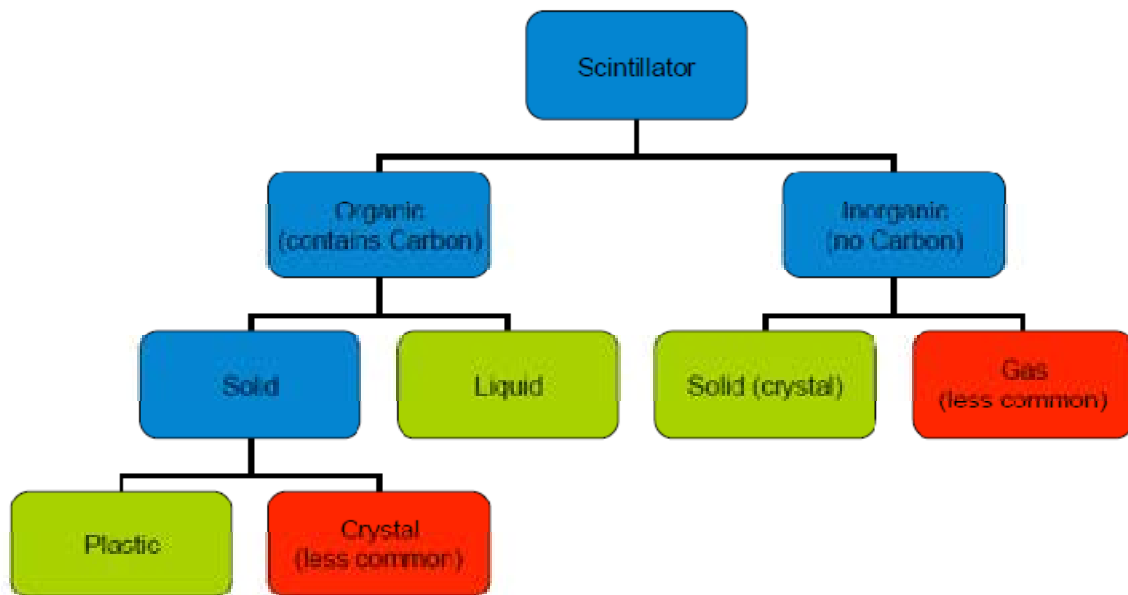 Scintillator
Organic
(contains Carbon)
Inorganic
(no Carbon)
Solid
Liquid
Solid (crystal)
Gas
(less common)
Plastic
Crystal
(less common)